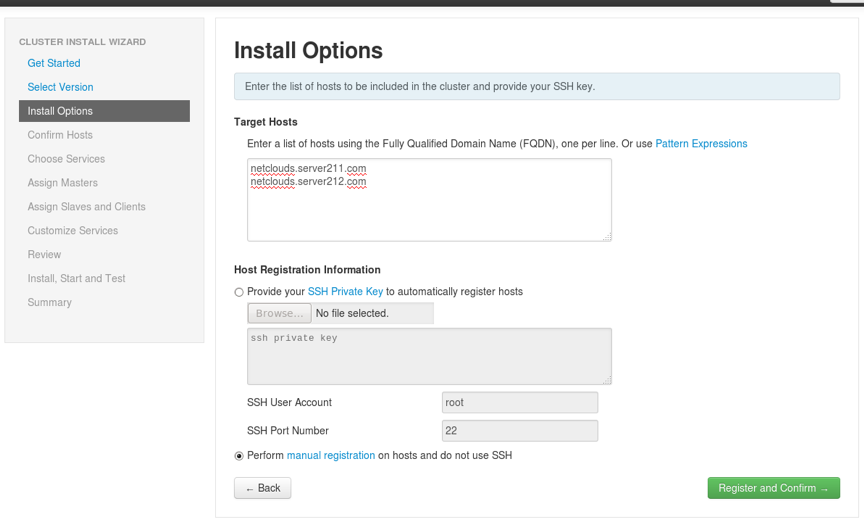 CLUSTER INSTALL WIZARD
Get Started
Select Version
Install Options
Confirm Hosts
Choose Services
Assign Masters
Assign Slaves and Clients
Customize Services
Review
Install, Start and Test
Summary
Install Options
Enter the list of hosts to be included in the cluster and provide your SSH key.
Target Hosts
Enter a list of hosts using the Fully Qualified Domain Name (FQDN), one per line. Or use Pattern Expressions
netclouds.server211.com
netclouds.server212.com
Host Registration Information
Provide your SSH Private Key to automatically register hosts
Browse... No file selected.
ssh private key
SSH User Account root
SSH Port Number 22
Perform manual registration on hosts and do not use SSH
← Back Register and Confirm →